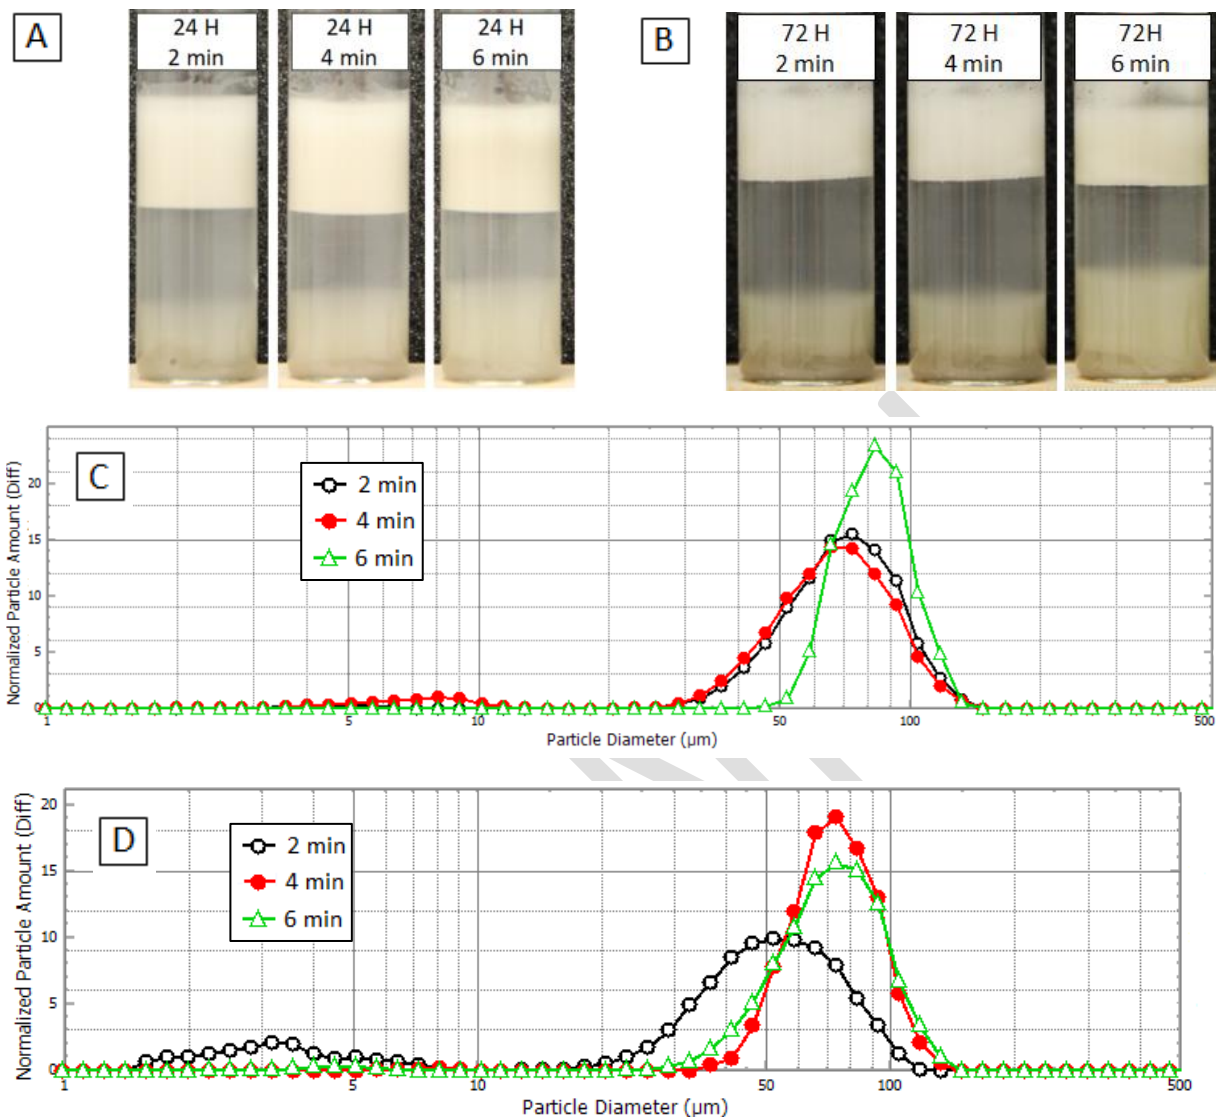 A
24 H
2 min
24 H
4 min
24 H
6 min
B
72 H
2 min
72 H
4 min
72H
6 min
C
2 min
4 min
6 min
Normalized Particle Amount (Diff)
20
15
10
5
0
1
5
10
50
100
500
Particle Diameter (µm)
D
2 min
4 min
6 min
Normalized Particle Amount (Diff)
20
15
10
5
0
1
5
10
50
100
500
Particle Diameter (µm)